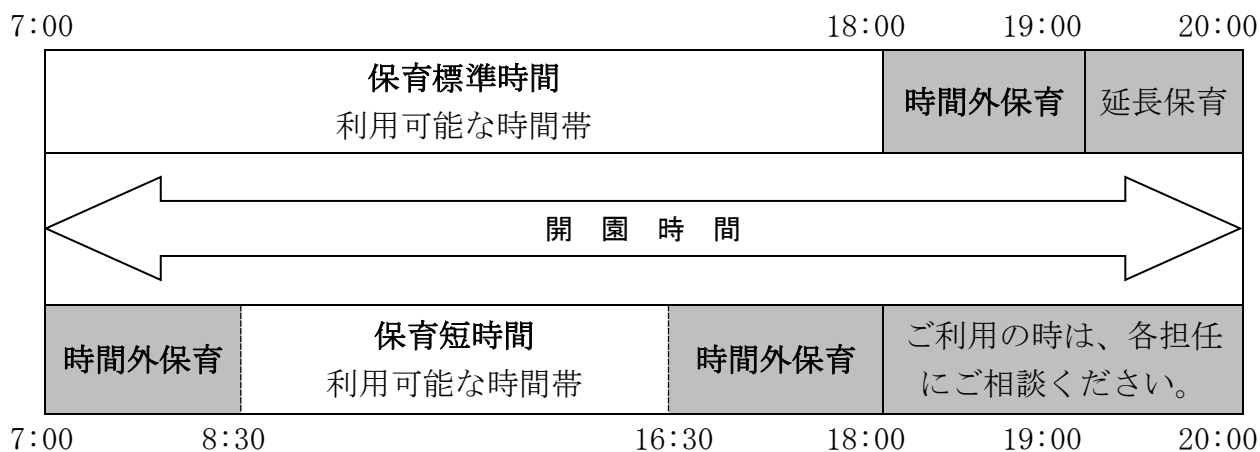 7:00 18:00 19:00 20:00
保育標準時間
利用可能な時間帯
時間外保育
延長保育
開 園 時 間
時間外保育
保育短時間
利用可能な時間帯
時間外保育
ご利用の時は、各担任
にご相談ください。
7:00 8:30 16:30 18:00 19:00 20:00